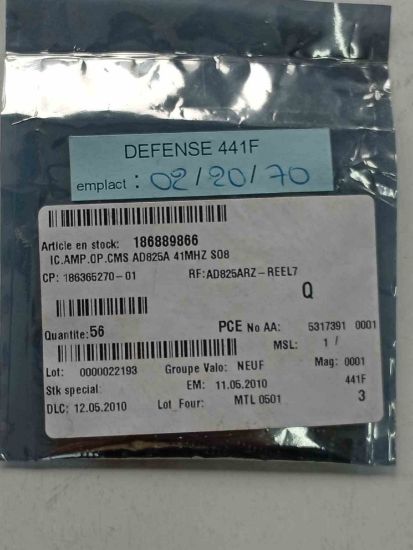 DEFENSE 441F
emplact : 02/20/70
Article en stock: 186889866
IC.AMP.OP.CMS AD825A 41MHZ SO8
CP: 186365270-01 RF:AD825ARZ-REEL7
Q
Quantite: 56 PCE No AA: 5317391 0001
MSL: 1 /
Lot: 0000022193 Groupe Valo: NEUF Mag: 0001
Stk special: EM: 11.05.2010 441F
DLC: 12.05.2010 Lot_Four: MTL 0501 3